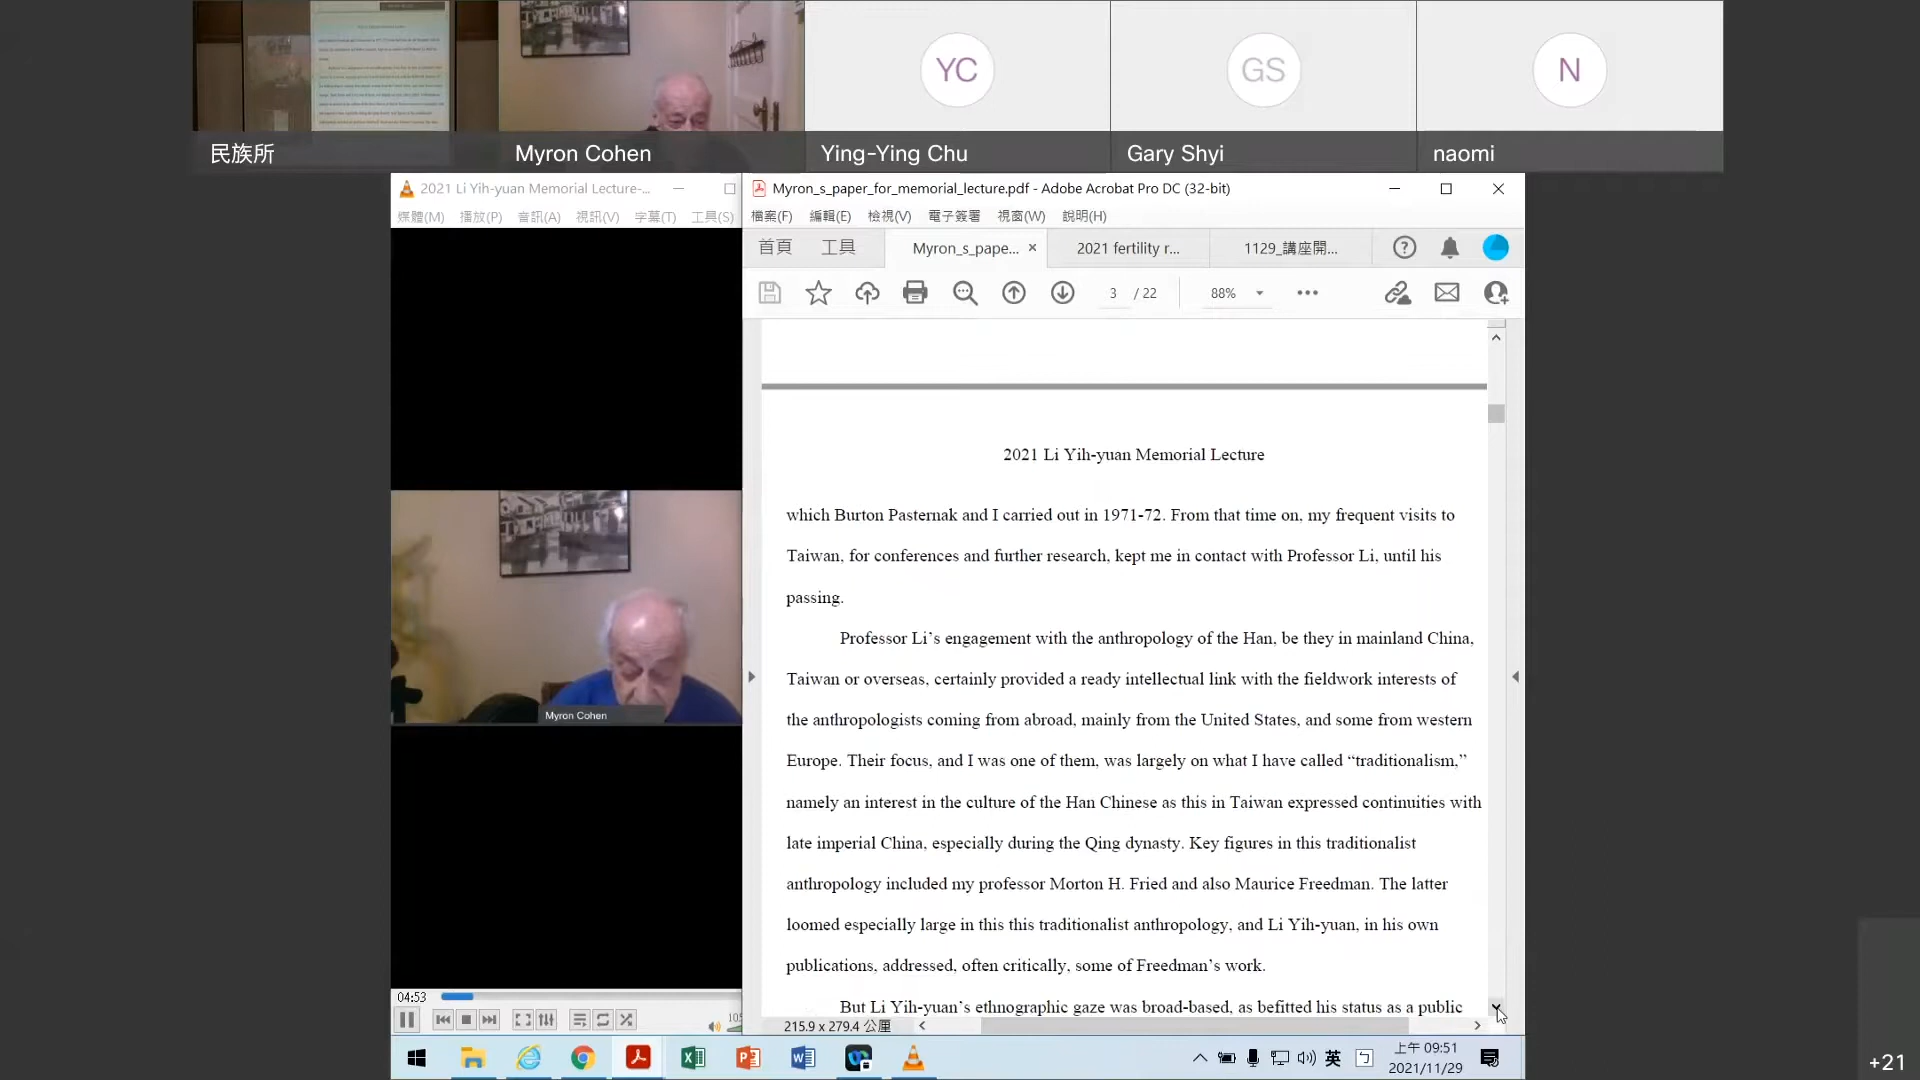 民族所
Myron Cohen
YC
Ying-Ying Chu
GS
Gary Shyi
N
naomi
2021 Li Yih-yuan Memorial Lecture-...
媒體(M) 播放(P) 音訊(A) 視訊(V) 字幕(T) 工具(S)
Myron Cohen
04:53
Myron_s_paper_for_memorial_lecture.pdf - Adobe Acrobat Pro DC (32-bit)
檔案(F) 編輯(E) 檢視(V) 電子簽署 視窗(W) 說明(H)
首頁 工具 Myron_s_pape... × 2021 fertility r... 1129_講座開...
3 / 22 88%
2021 Li Yih-yuan Memorial Lecture
which Burton Pasternak and I carried out in 1971-72. From that time on, my frequent visits to
Taiwan, for conferences and further research, kept me in contact with Professor Li, until his
passing.
Professor Li’s engagement with the anthropology of the Han, be they in mainland China,
Taiwan or overseas, certainly provided a ready intellectual link with the fieldwork interests of
the anthropologists coming from abroad, mainly from the United States, and some from western
Europe. Their focus, and I was one of them, was largely on what I have called “traditionalism,”
namely an interest in the culture of the Han Chinese as this in Taiwan expressed continuities with
late imperial China, especially during the Qing dynasty. Key figures in this traditionalist
anthropology included my professor Morton H. Fried and also Maurice Freedman. The latter
loomed especially large in this this traditionalist anthropology, and Li Yih-yuan, in his own
publications, addressed, often critically, some of Freedman’s work.
But Li Yih-yuan’s ethnographic gaze was broad-based, as befitted his status as a public
215.9 x 279.4 公厘
英
上午 09:51
2021/11/29
+21